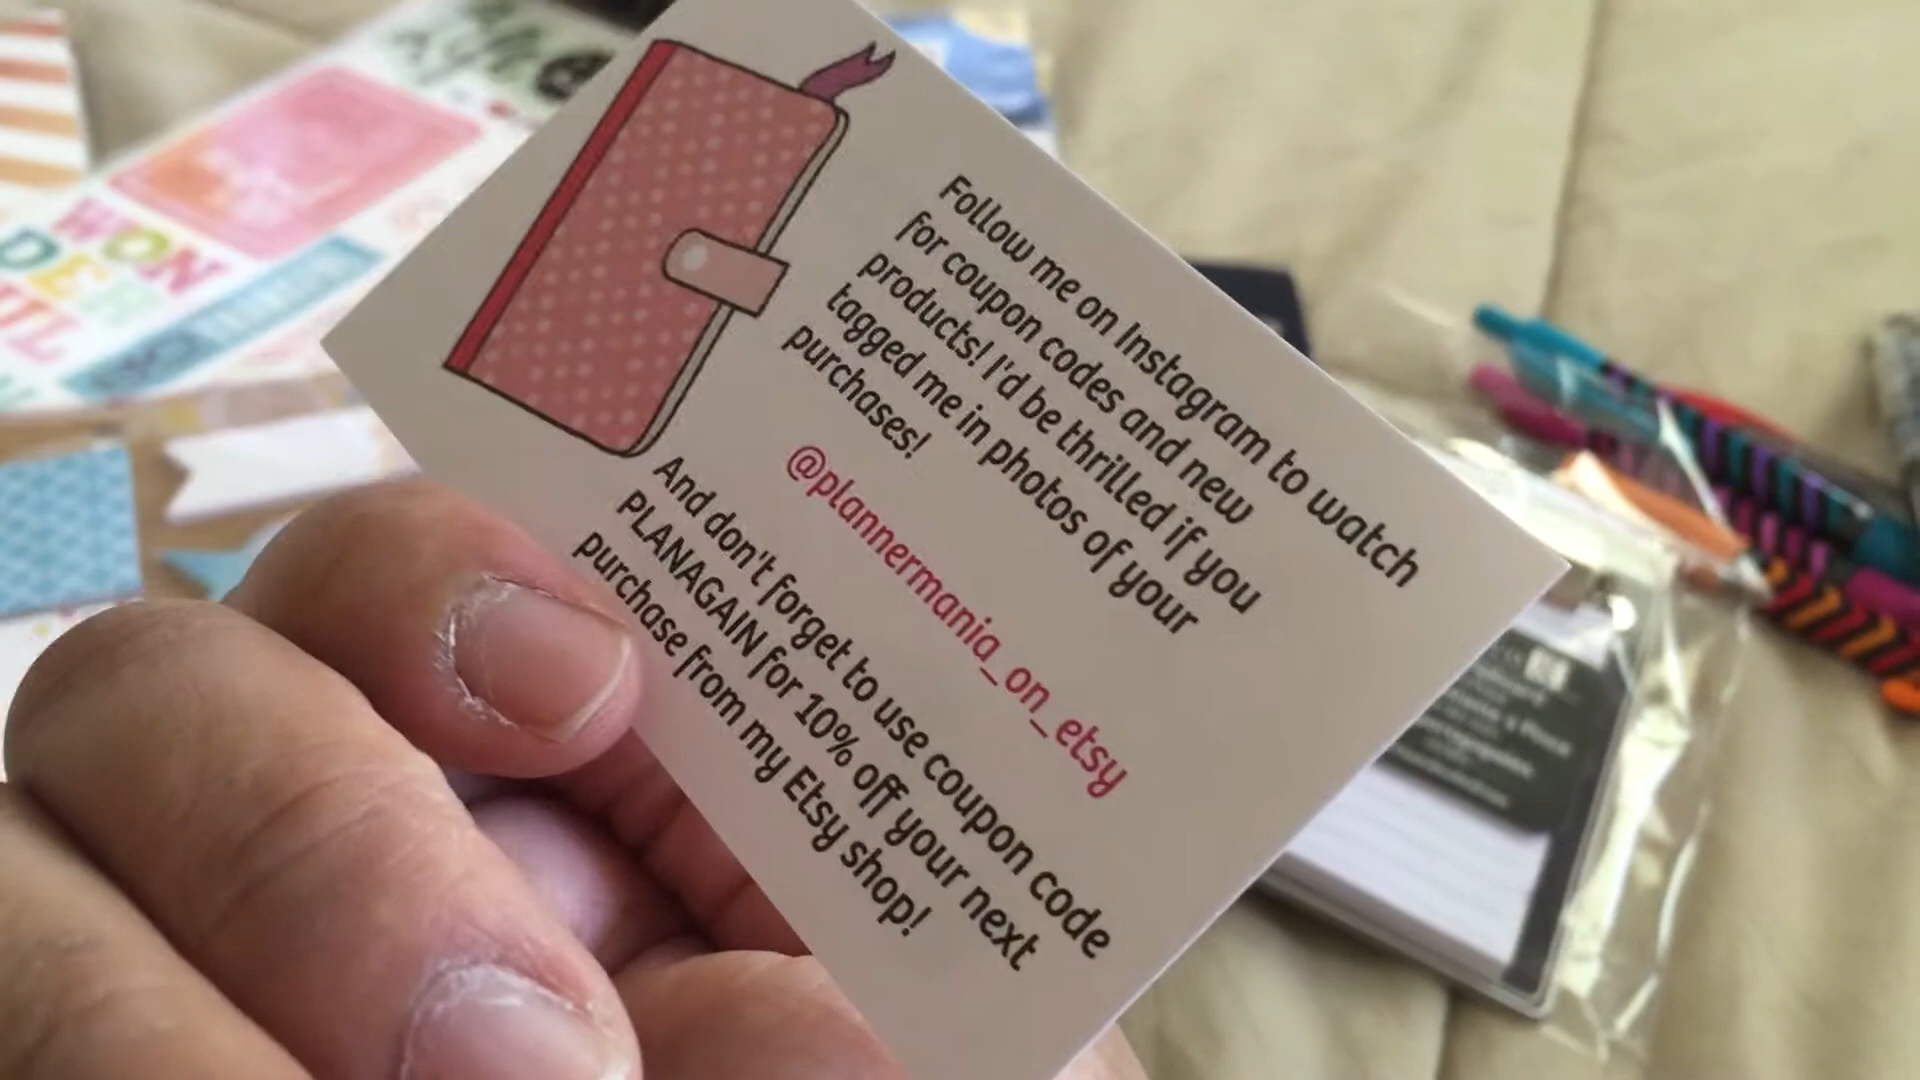 Follow me on Instagram to watch
for coupon codes and new
products! I'd be thrilled if you
tagged me in photos of your
purchases!
@plannermania_on_etsy
And don't forget to use coupon code
PLANAGAIN for 10% off your next
purchase from my Etsy shop!
WON
DER